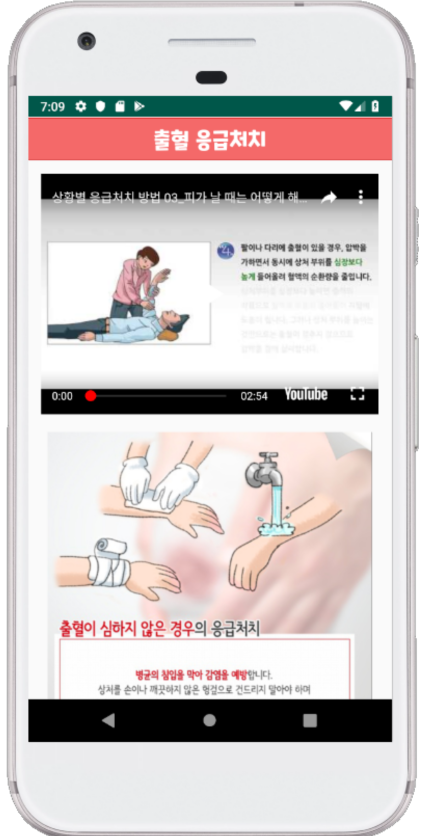 7:09
출혈 응급처치
상황별 응급처치 방법 03_피가 날 때는 어떻게 해...
4. 팔이나 다리에 출혈이 있을 경우, 압박을
가하면서 동시에 상처 부위를 심장보다
높게 들어올려 혈액의 순환량을 줄입니다.
0:00 02:54 YouTube
출혈이 심하지 않은 경우의 응급처치
병균의 침입을 막아 감염을 예방합니다.
상처를 손이나 깨끗하지 않은 헝겊으로 건드리지 말아야 하며